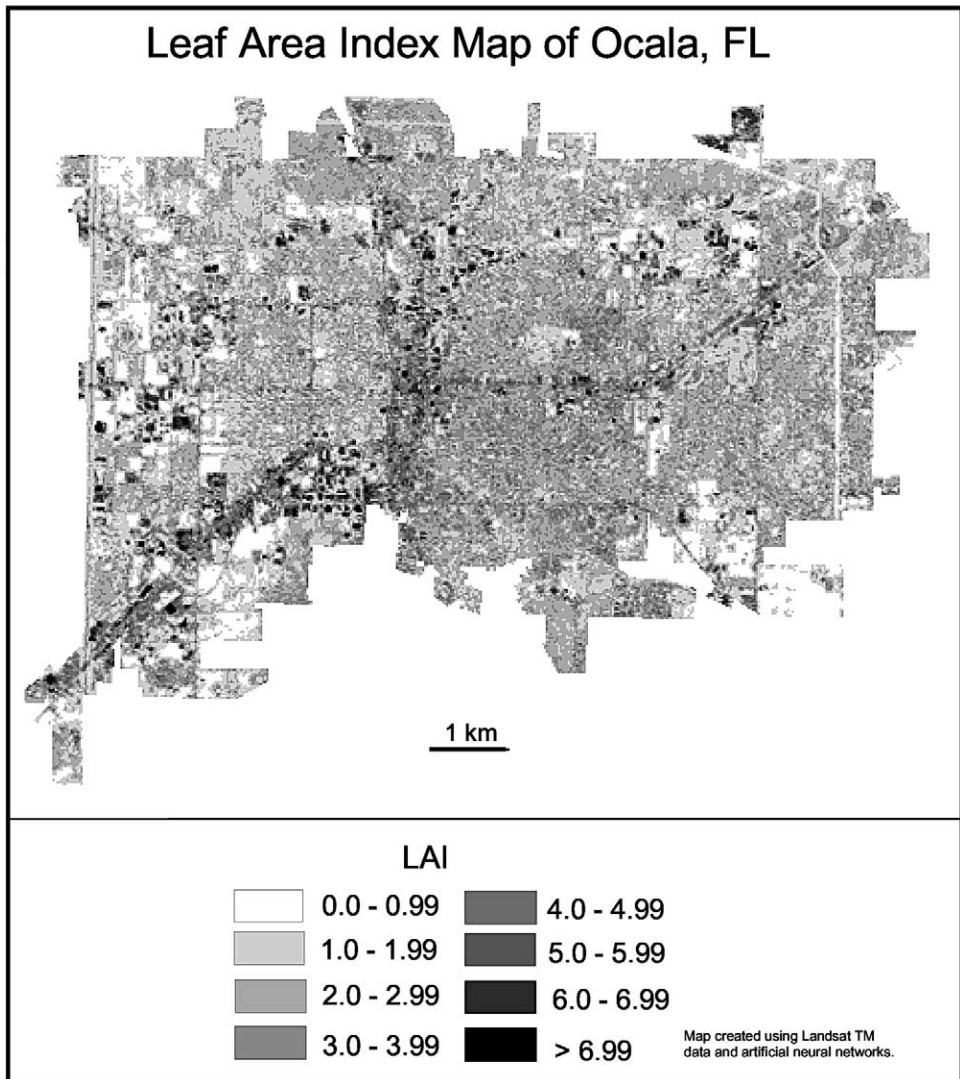 Leaf Area Index Map of Ocala, FL
1 km
LAI
0.0 - 0.99
1.0 - 1.99
2.0 - 2.99
3.0 - 3.99
4.0 - 4.99
5.0 - 5.99
6.0 - 6.99
> 6.99
Map created using Landsat TM
data and artificial neural networks.